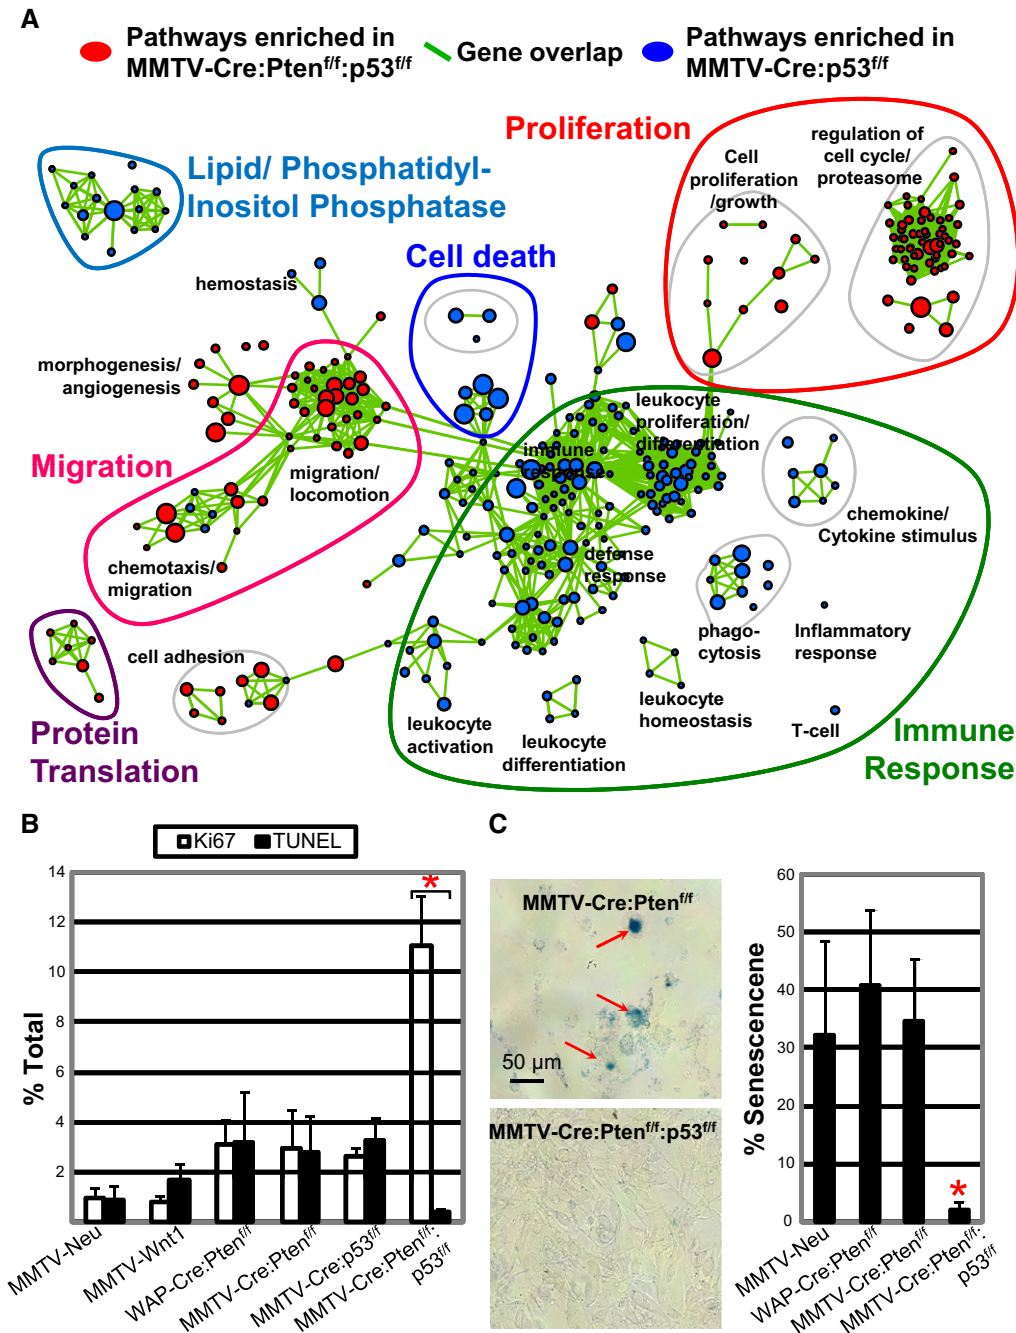 A
Pathways enriched in
MMTV-Cre:Pten^f/f:p53^f/f
Gene overlap
Pathways enriched in
MMTV-Cre:p53^f/f
Proliferation
Cell
proliferation
/growth
regulation of
cell cycle/
proteasome
Lipid/ Phosphatidyl-
Inositol Phosphatase
Cell death
hemostasis
morphogenesis/
angiogenesis
Migration
migration/
locomotion
chemotaxis/
migration
leukocyte
proliferation/
differentiation
immune
response
defense
response
chemokine/
Cytokine stimulus
phago-
cytosis
Inflammatory
response
leukocyte
homeostasis
T-cell
cell adhesion
leukocyte
activation
leukocyte
differentiation
Protein
Translation
Immune
Response
B
Ki67
TUNEL
% Total
14
12
10
8
6
4
2
*
MMTV-Neu
MMTV-Wnt1
WAP-Cre:Pten^f/f
MMTV-Cre:Pten^f/f
MMTV-Cre:p53^f/f
MMTV-Cre:Pten^f/f:
p53^f/f
C
MMTV-Cre:Pten^f/f
50 µm
MMTV-Cre:Pten^f/f:p53^f/f
% Senescence
60
50
40
30
20
10
0
*
MMTV-Neu
WAP-Cre:Pten^f/f
MMTV-Cre:Pten^f/f
MMTV-Cre:Pten^f/f:
p53^f/f